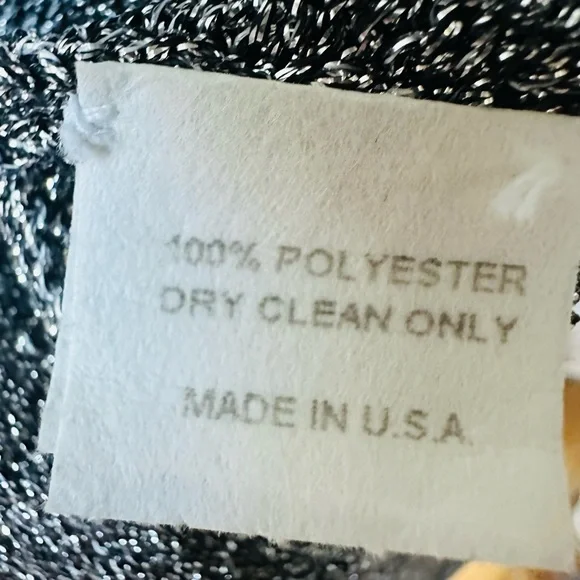 100% POLYESTER
DRY CLEAN ONLY
MADE IN U.S.A.